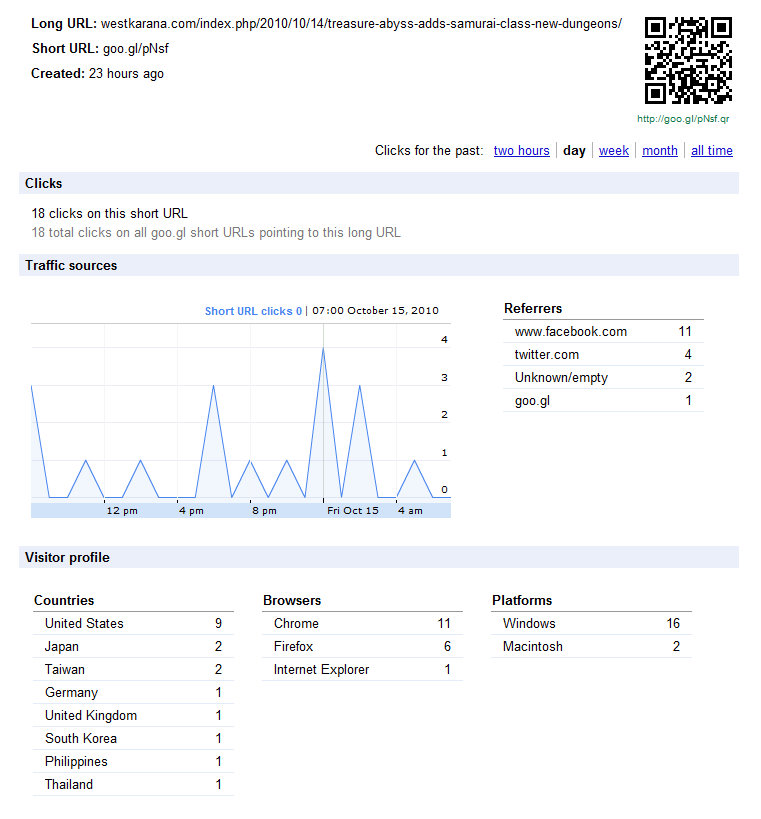 Long URL: westkarana.com/index.php/2010/10/14/treasure-abyss-adds-samurai-class-new-dungeons/
Short URL: goo.gl/pNsf
Created: 23 hours ago
http://goo.gl/pNsf.qr
Clicks for the past: two hours day week month all time
Clicks
18 clicks on this short URL
18 total clicks on all goo.gl short URLs pointing to this long URL
Traffic sources
Short URL clicks 0 | 07:00 October 15, 2010
4
3
2
1
0
12 pm 4 pm 8 pm Fri Oct 15 4 am
Referrers
www.facebook.com 11
twitter.com 4
Unknown/empty 2
goo.gl 1
Visitor profile
Countries
United States 9
Japan 2
Taiwan 2
Germany 1
United Kingdom 1
South Korea 1
Philippines 1
Thailand 1
Browsers
Chrome 11
Firefox 6
Internet Explorer 1
Platforms
Windows 16
Macintosh 2